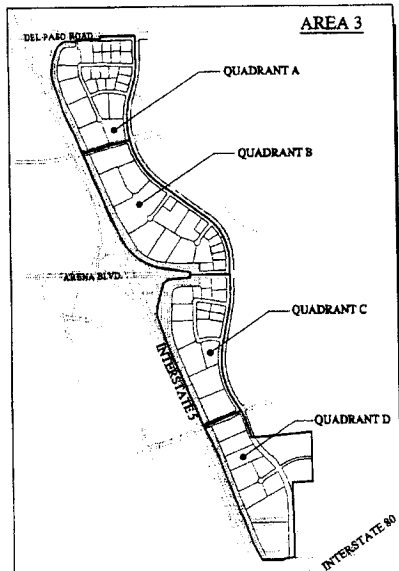 AREA 3
DEL PASO ROAD
QUADRANT A
QUADRANT B
ARENA BLVD.
QUADRANT C
INTERSTATE 5
QUADRANT D
INTERSTATE 80